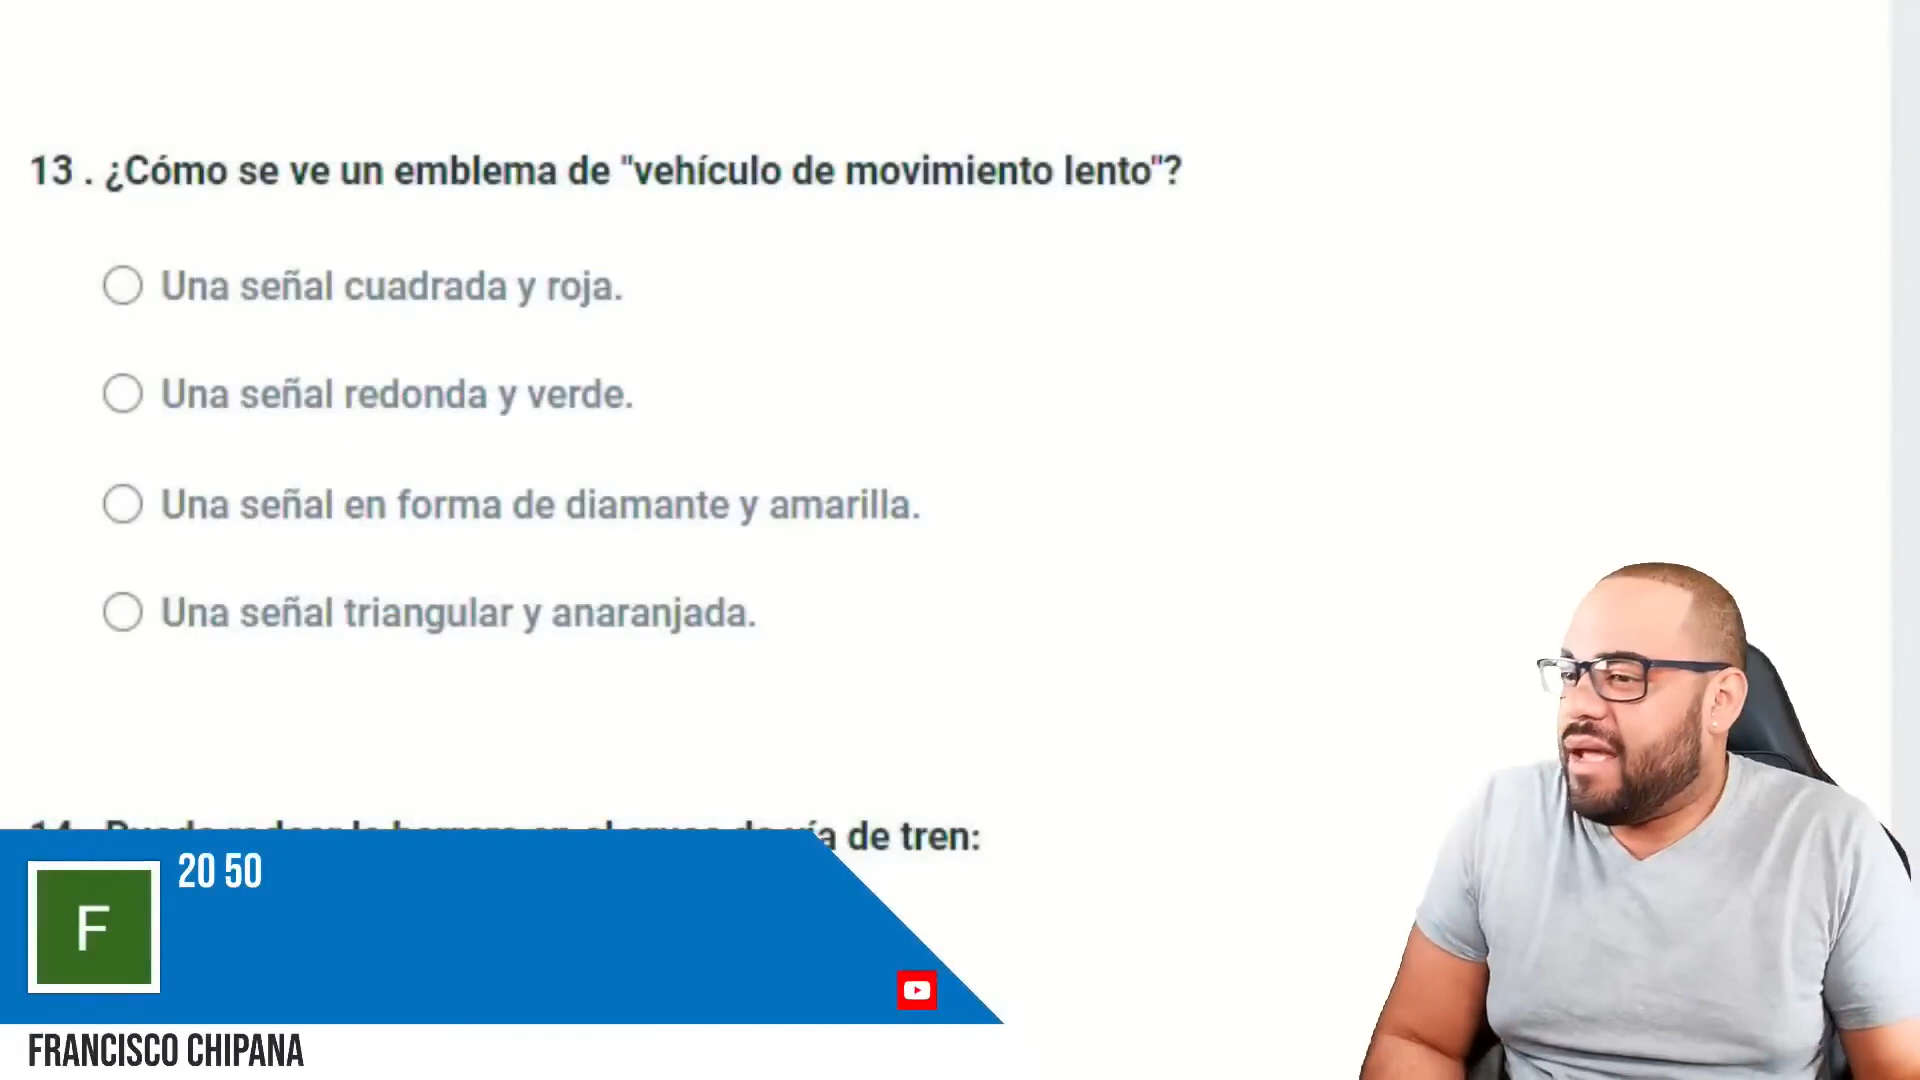 13 . ¿Cómo se ve un emblema de "vehículo de movimiento lento"?
Una señal cuadrada y roja.
Una señal redonda y verde.
Una señal en forma de diamante y amarilla.
Una señal triangular y anaranjada.
de tren:
20 50
F
FRANCISCO CHIPANA